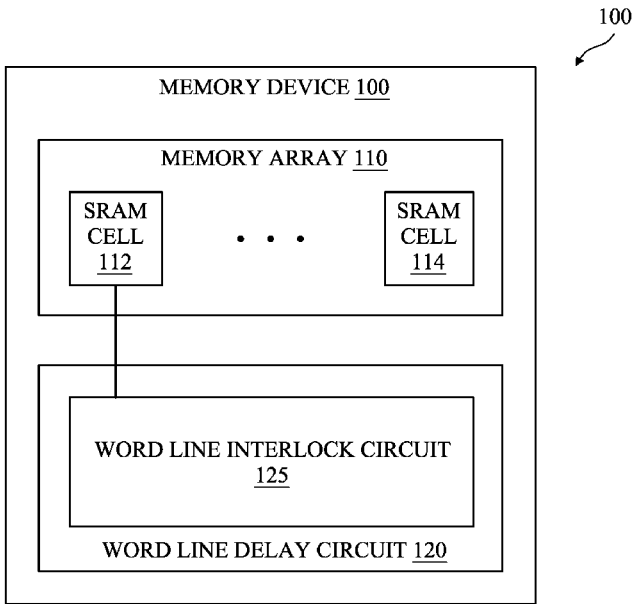 100
MEMORY DEVICE 100
MEMORY ARRAY 110
SRAM
CELL
112
• • •
SRAM
CELL
114
WORD LINE INTERLOCK CIRCUIT
125
WORD LINE DELAY CIRCUIT 120